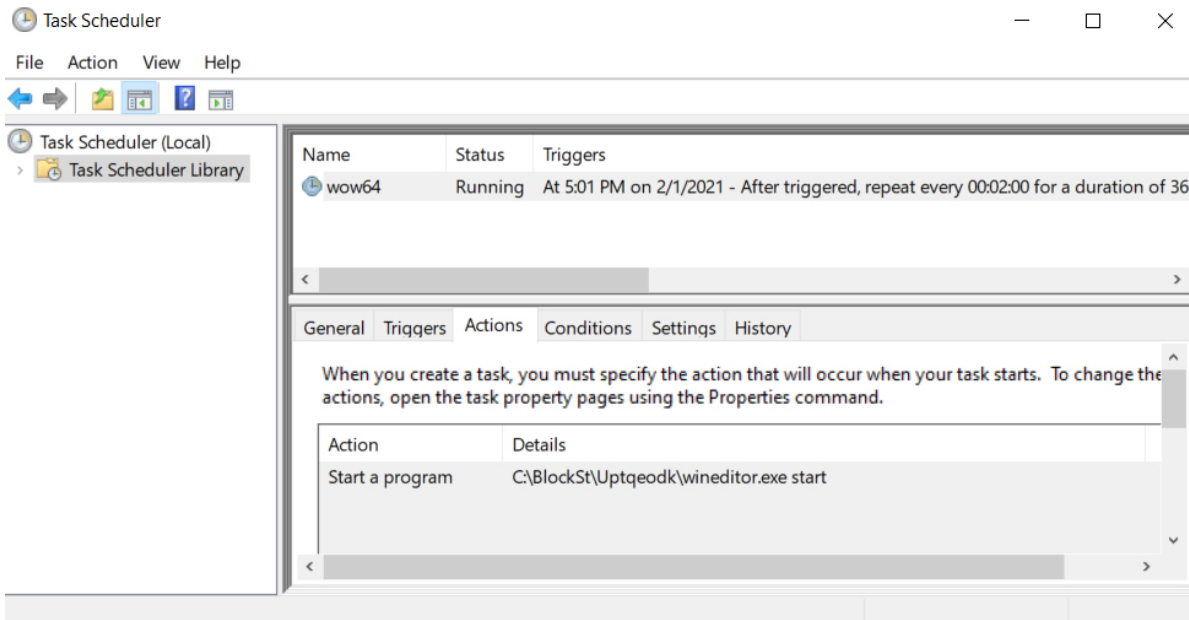 Task Scheduler
File Action View Help
Task Scheduler (Local)
Task Scheduler Library
Name Status Triggers
wow64 Running At 5:01 PM on 2/1/2021 - After triggered, repeat every 00:02:00 for a duration of 36
General Triggers Actions Conditions Settings History
When you create a task, you must specify the action that will occur when your task starts. To change the
actions, open the task property pages using the Properties command.
Action Details
Start a program C:\BlockSt\Uptqeodk\wineditor.exe start